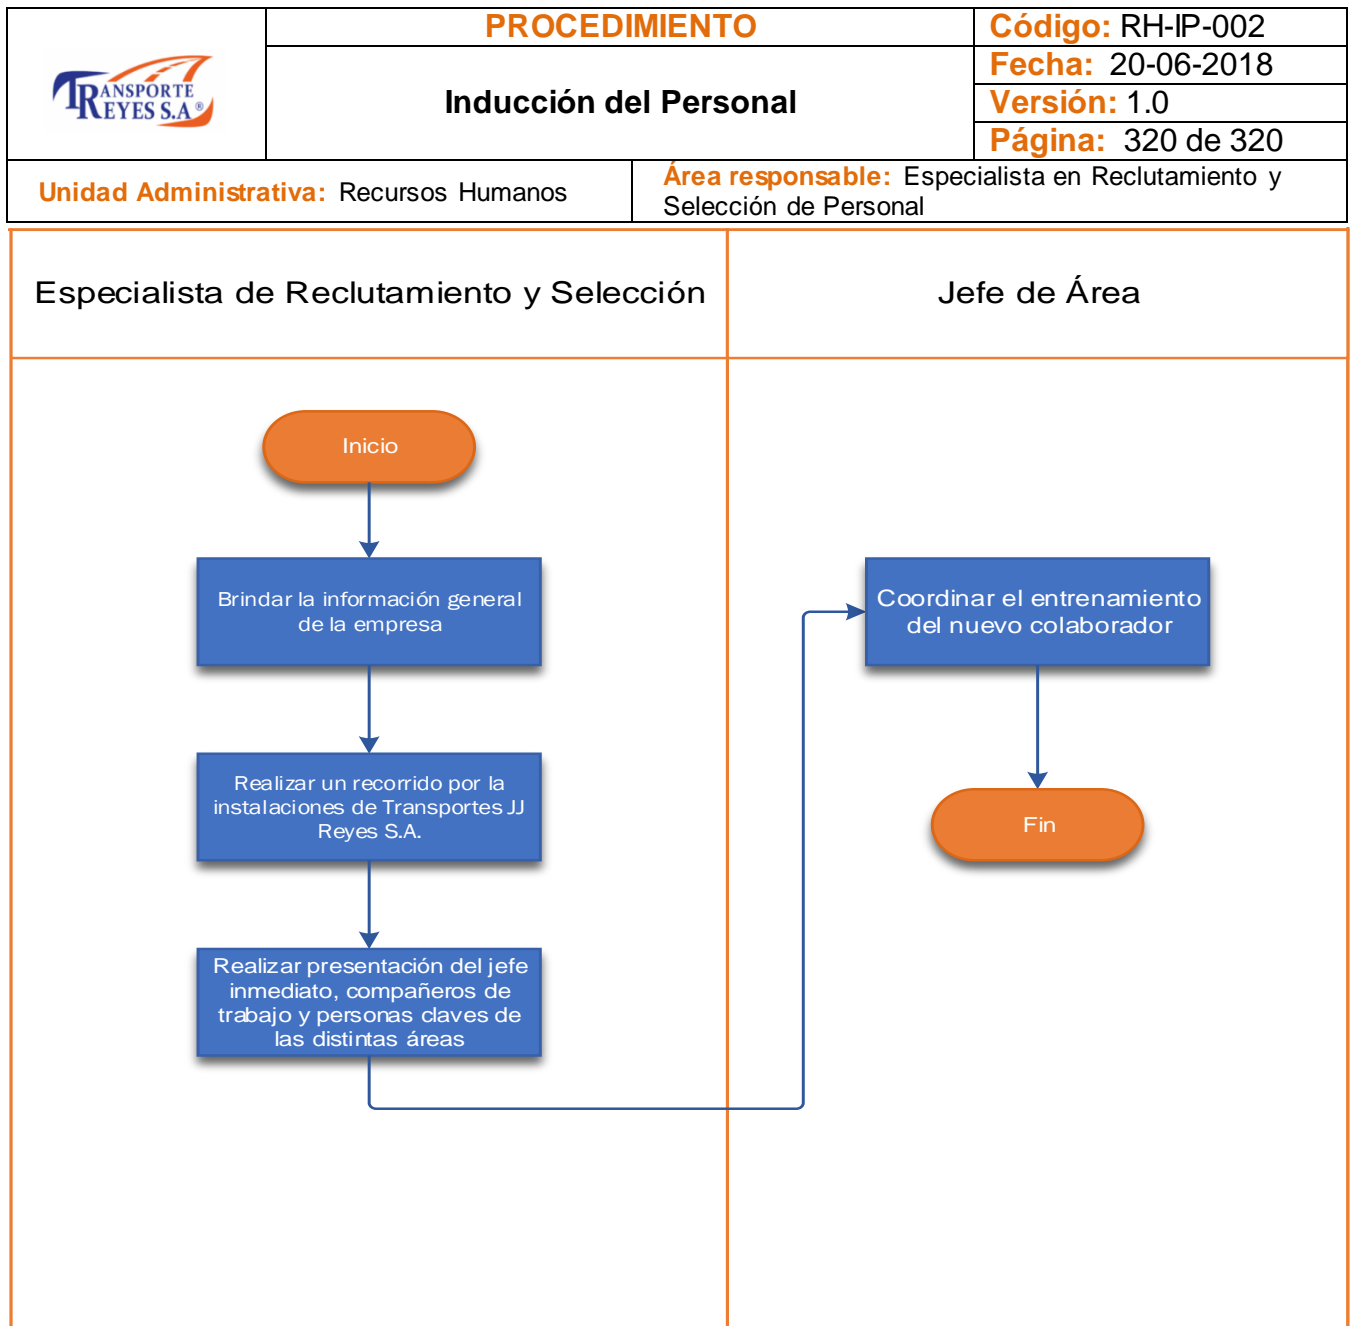 TRANSPORTE
REYES S.A®
PROCEDIMIENTO
Inducción del Personal
Código: RH-IP-002
Fecha: 20-06-2018
Versión: 1.0
Página: 320 de 320
Unidad Administrativa: Recursos Humanos
Área responsable: Especialista en Reclutamiento y
Selección de Personal
Especialista de Reclutamiento y Selección
Jefe de Área
Inicio
Brindar la información general
de la empresa
Realizar un recorrido por la
instalaciones de Transportes JJ
Reyes S.A.
Realizar presentación del jefe
inmediato, compañeros de
trabajo y personas claves de
las distintas áreas
Coordinar el entrenamiento
del nuevo colaborador
Fin